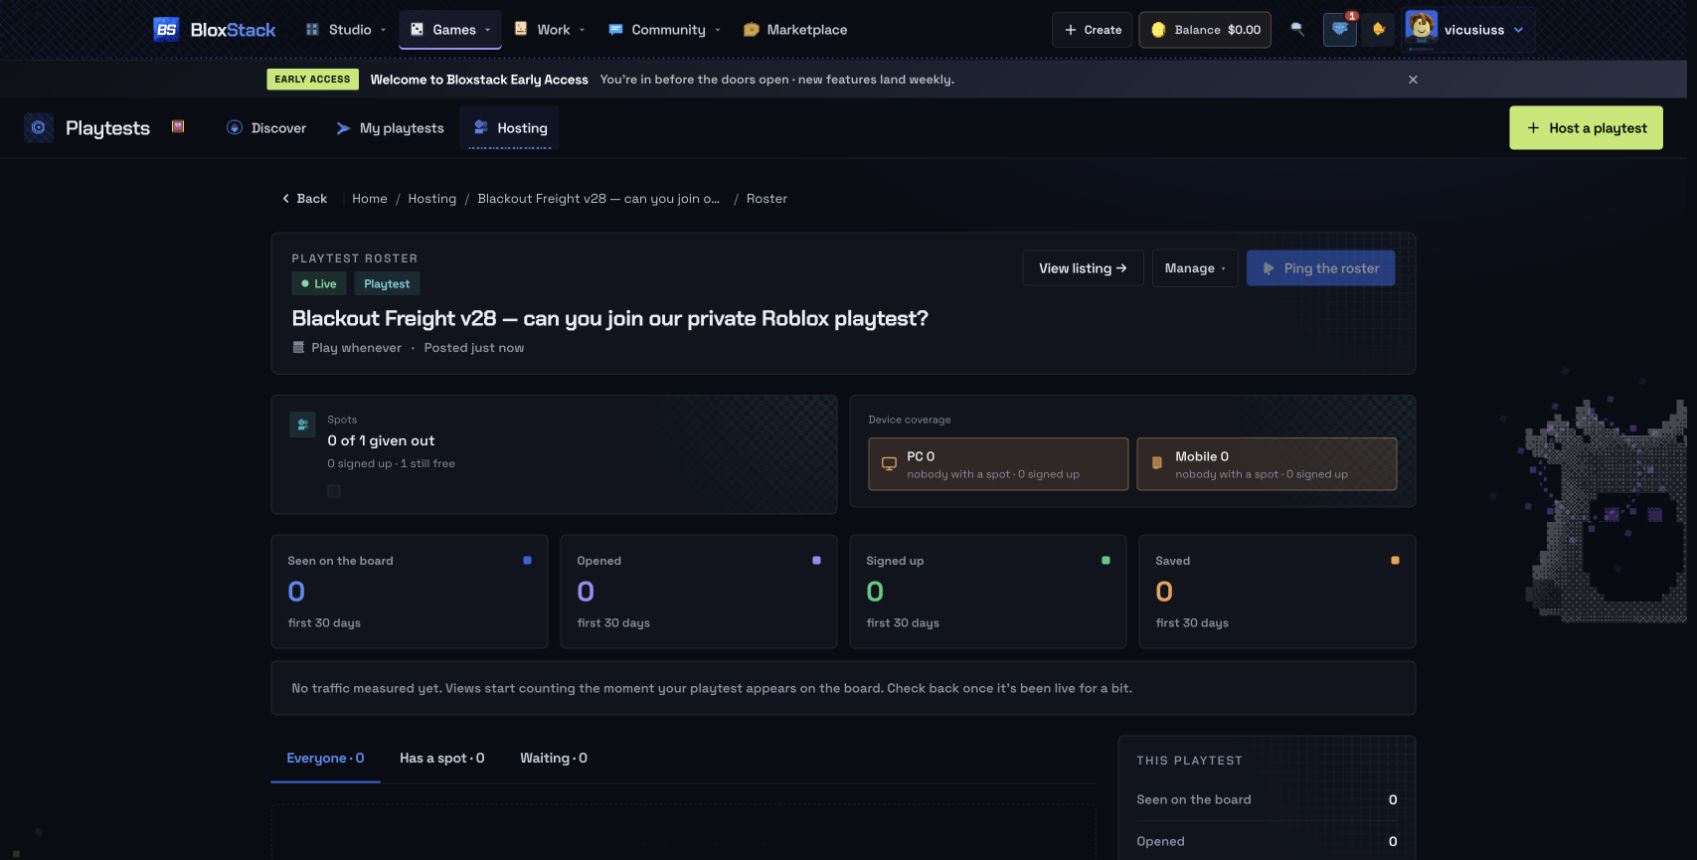 BS BloxStack Studio Games Work Community Marketplace + Create Balance $0.00 1 vicusiuss
EARLY ACCESS Welcome to Bloxstack Early Access You're in before the doors open · new features land weekly. ×
Playtests Discover My playtests Hosting + Host a playtest
Back Home / Hosting / Blackout Freight v28 — can you join o... / Roster
PLAYTEST ROSTER
Live Playtest
View listing → Manage Ping the roster
Blackout Freight v28 — can you join our private Roblox playtest?
Play whenever · Posted just now
Spots
0 of 1 given out
0 signed up · 1 still free
Device coverage
PC 0
nobody with a spot · 0 signed up
Mobile 0
nobody with a spot · 0 signed up
Seen on the board
0
first 30 days
Opened
0
first 30 days
Signed up
0
first 30 days
Saved
0
first 30 days
No traffic measured yet. Views start counting the moment your playtest appears on the board. Check back once it's been live for a bit.
Everyone · 0 Has a spot · 0 Waiting · 0
THIS PLAYTEST
Seen on the board 0
Opened 0